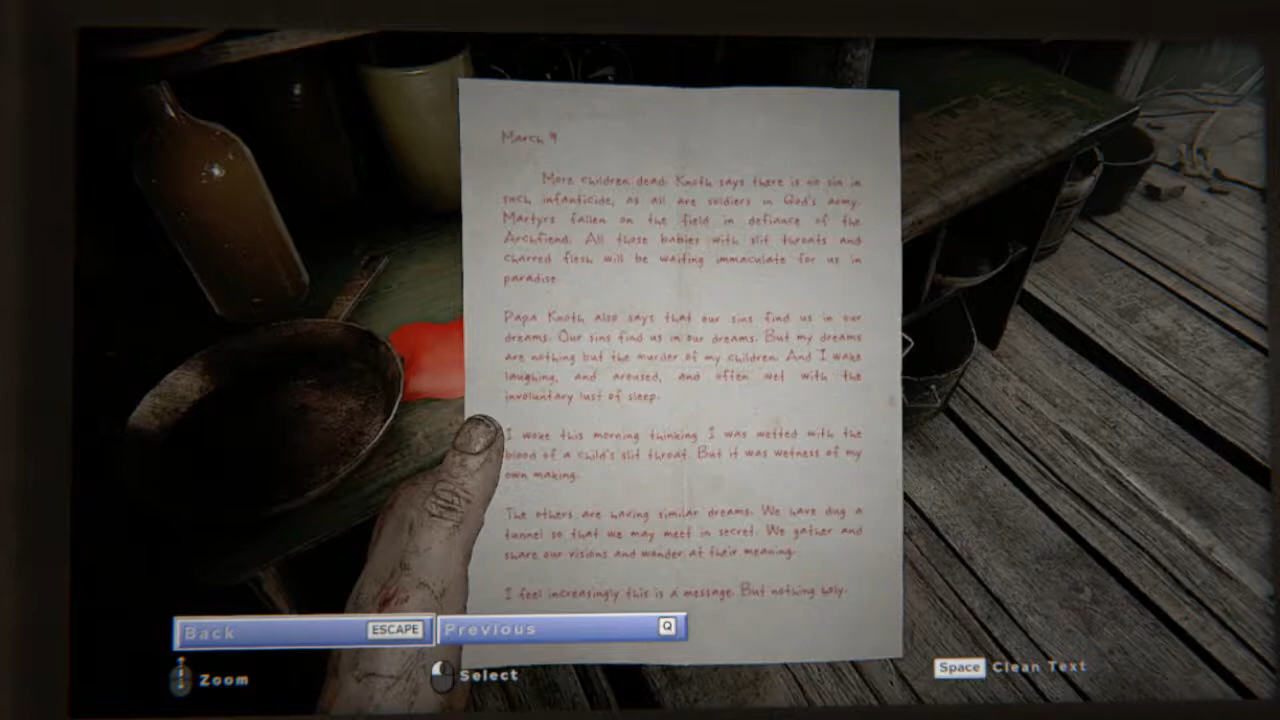 March 9
More children dead. Knoth says there is no sin in
such infanticide, as all are soldiers in God's army.
Martyrs fallen on the field in defiance of the
Archfiend. All those babies with slit throats and
charred flesh will be waiting immaculate for us in
paradise.
Papa Knoth also says that our sins find us in our
dreams. Our sins find us in our dreams. But my dreams
are nothing but the murder of my children. And I wake
laughing, and aroused, and often wet with the
involuntary lust of sleep.
I woke this morning thinking I was wetted with the
blood of a child's slit throat. But it was wetness of my
own making.
The others are having similar dreams. We have dug a
tunnel so that we may meet in secret. We gather and
share our visions and wonder at their meaning.
I feel increasingly this is a message. But nothing holy.
Back ESCAPE Previous Q
Zoom Select Space Clean Text